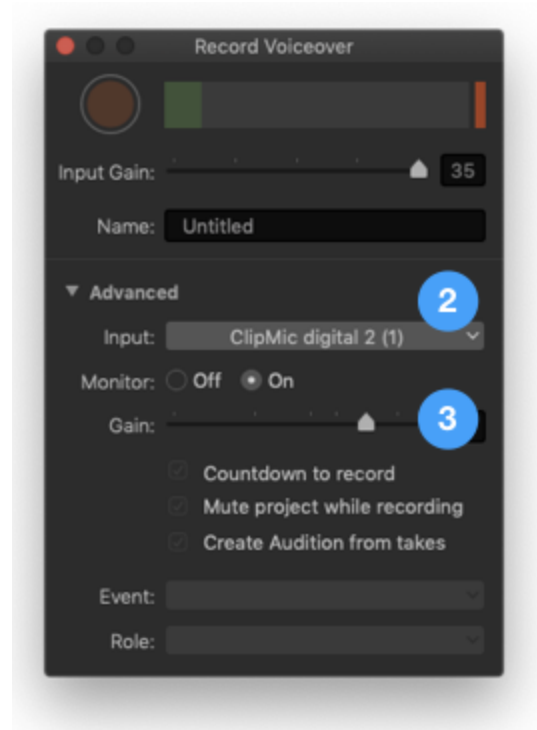 Record Voiceover
Input Gain: 35
Name: Untitled
Advanced 2
Input: ClipMic digital 2 (1)
Monitor: Off On
Gain: 3
Countdown to record
Mute project while recording
Create Audition from takes
Event:
Role: